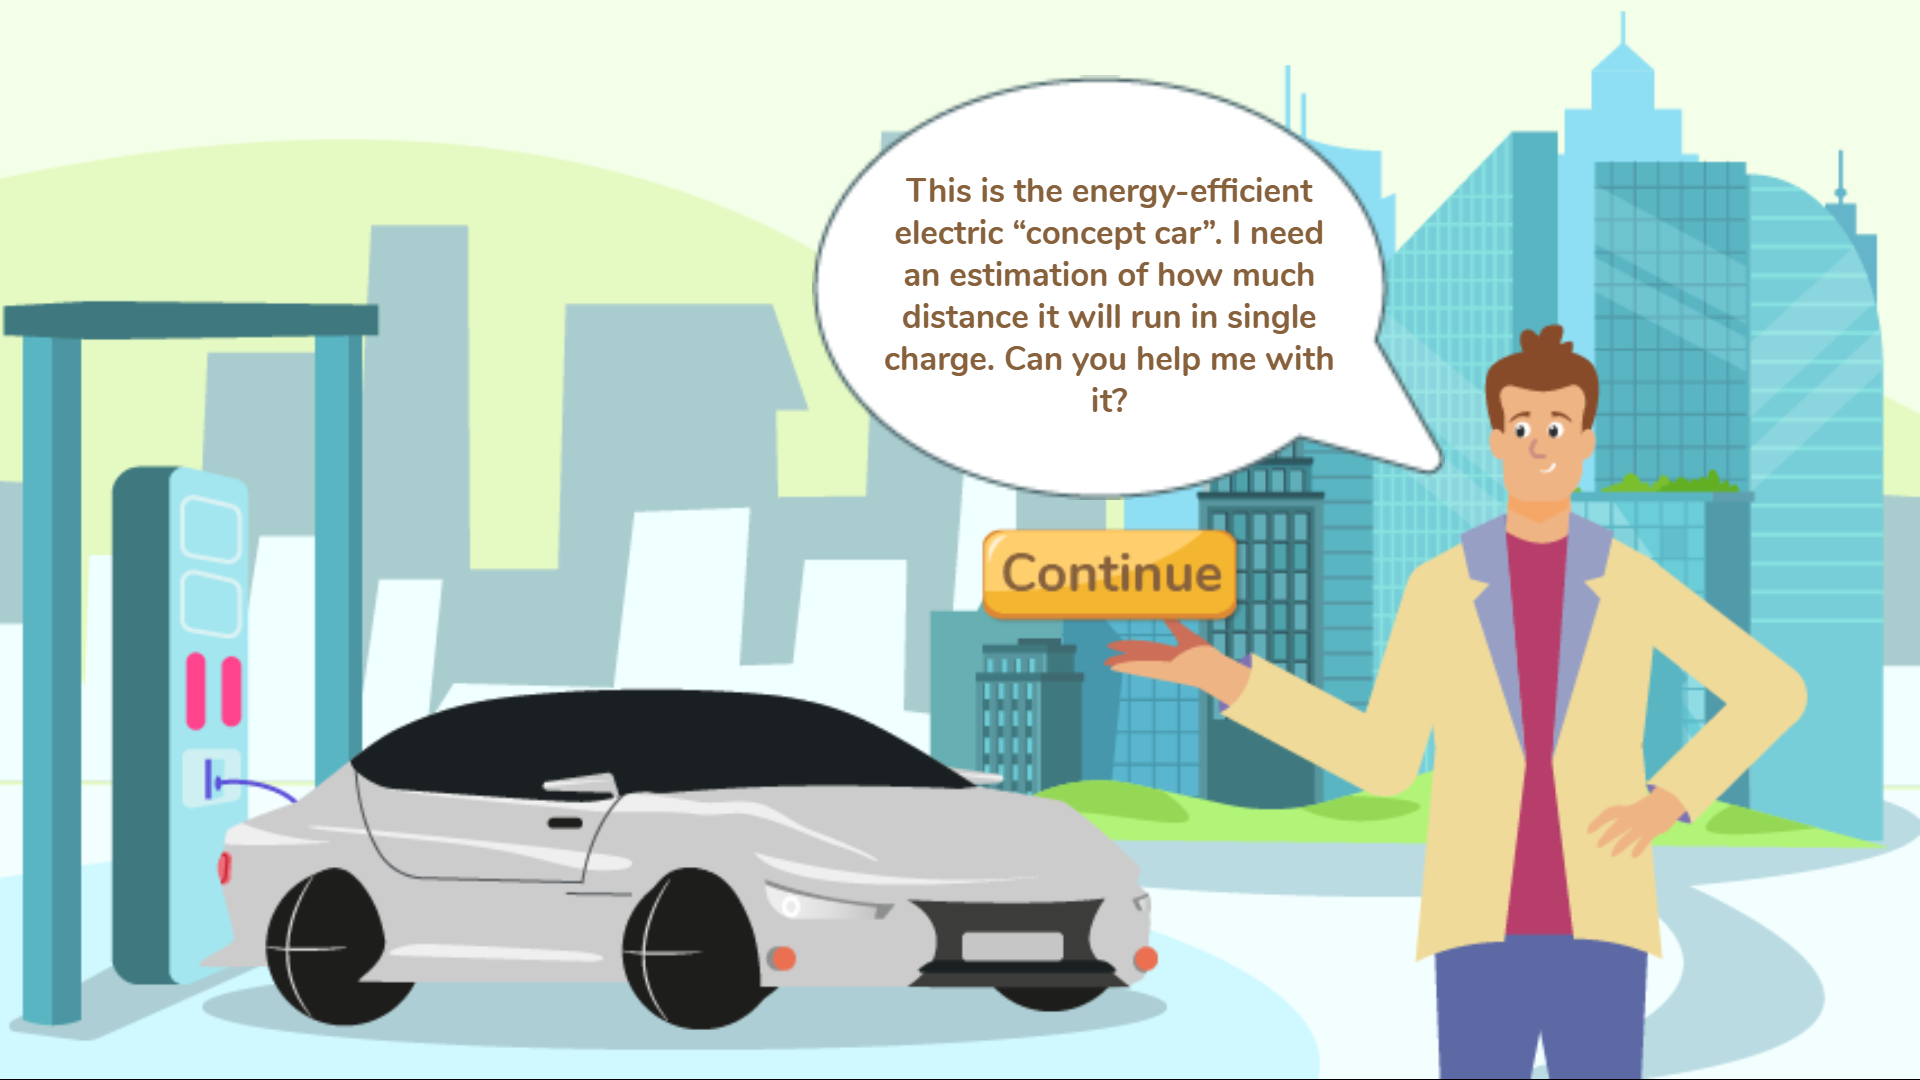 This is the energy-efficient
electric “concept car”. I need
an estimation of how much
distance it will run in single
charge. Can you help me with
it?
Continue